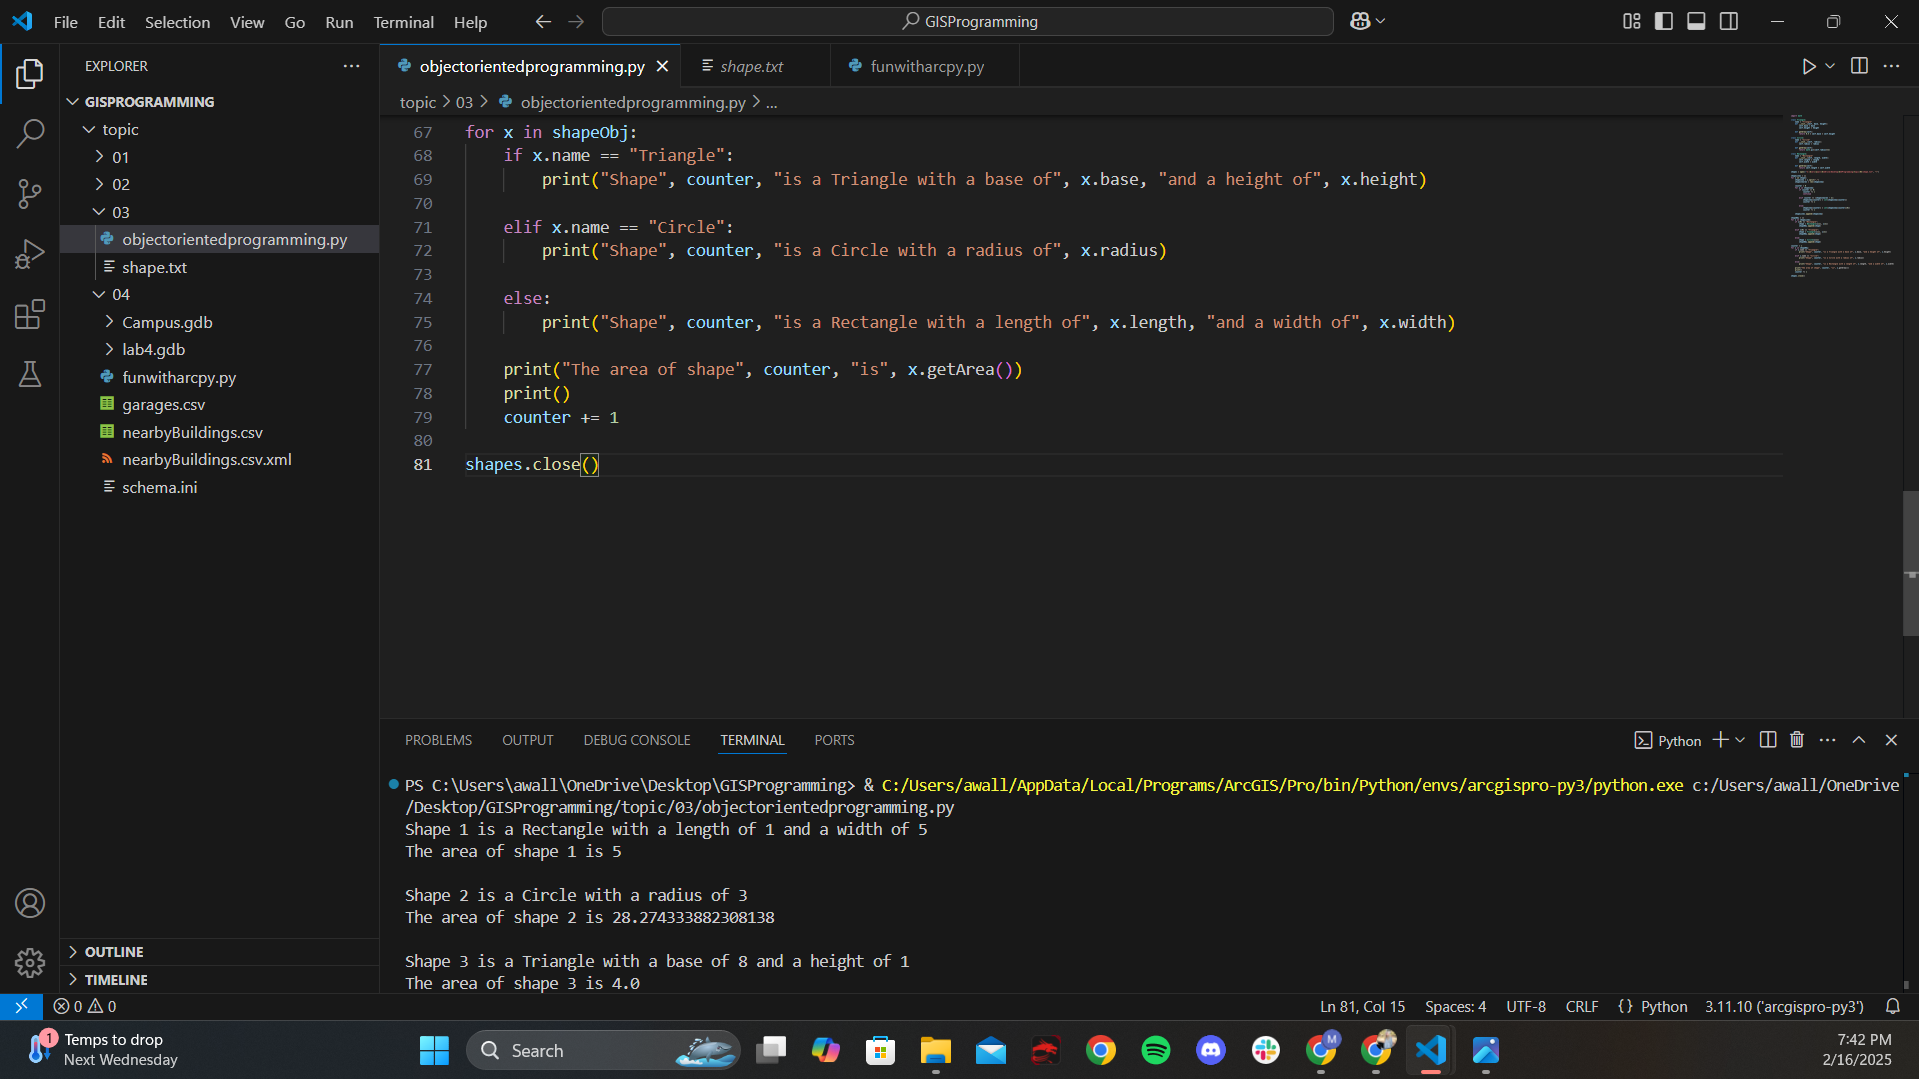 File Edit Selection View Go Run Terminal Help GISProgramming
EXPLORER
GISPROGRAMMING
topic
01
02
03
objectorientedprogramming.py
shape.txt
04
Campus.gdb
lab4.gdb
funwitharcpy.py
garages.csv
nearbyBuildings.csv
nearbyBuildings.csv.xml
schema.ini
OUTLINE
TIMELINE
objectorientedprogramming.py shape.txt funwitharcpy.py
topic > 03 > objectorientedprogramming.py > ...
67 for x in shapeObj:
68 if x.name == "Triangle":
69 print("Shape", counter, "is a Triangle with a base of", x.base, "and a height of", x.height)
70
71 elif x.name == "Circle":
72 print("Shape", counter, "is a Circle with a radius of", x.radius)
73
74 else:
75 print("Shape", counter, "is a Rectangle with a length of", x.length, "and a width of", x.width)
76
77 print("The area of shape", counter, "is", x.getArea())
78 print()
79 counter += 1
80
81 shapes.close()
PROBLEMS OUTPUT DEBUG CONSOLE TERMINAL PORTS Python
PS C:\Users\awall\OneDrive\Desktop\GISProgramming> & C:/Users/awall/AppData/Local/Programs/ArcGIS/Pro/bin/Python/envs/arcgispro-py3/python.exe c:/Users/awall/OneDrive
/Desktop/GISProgramming/topic/03/objectorientedprogramming.py
Shape 1 is a Rectangle with a length of 1 and a width of 5
The area of shape 1 is 5
Shape 2 is a Circle with a radius of 3
The area of shape 2 is 28.274333882308138
Shape 3 is a Triangle with a base of 8 and a height of 1
The area of shape 3 is 4.0
0 0 Ln 81, Col 15 Spaces: 4 UTF-8 CRLF {} Python 3.11.10 ('arcgispro-py3')
1
Temps to drop
Next Wednesday
Search
M
7:42 PM
2/16/2025